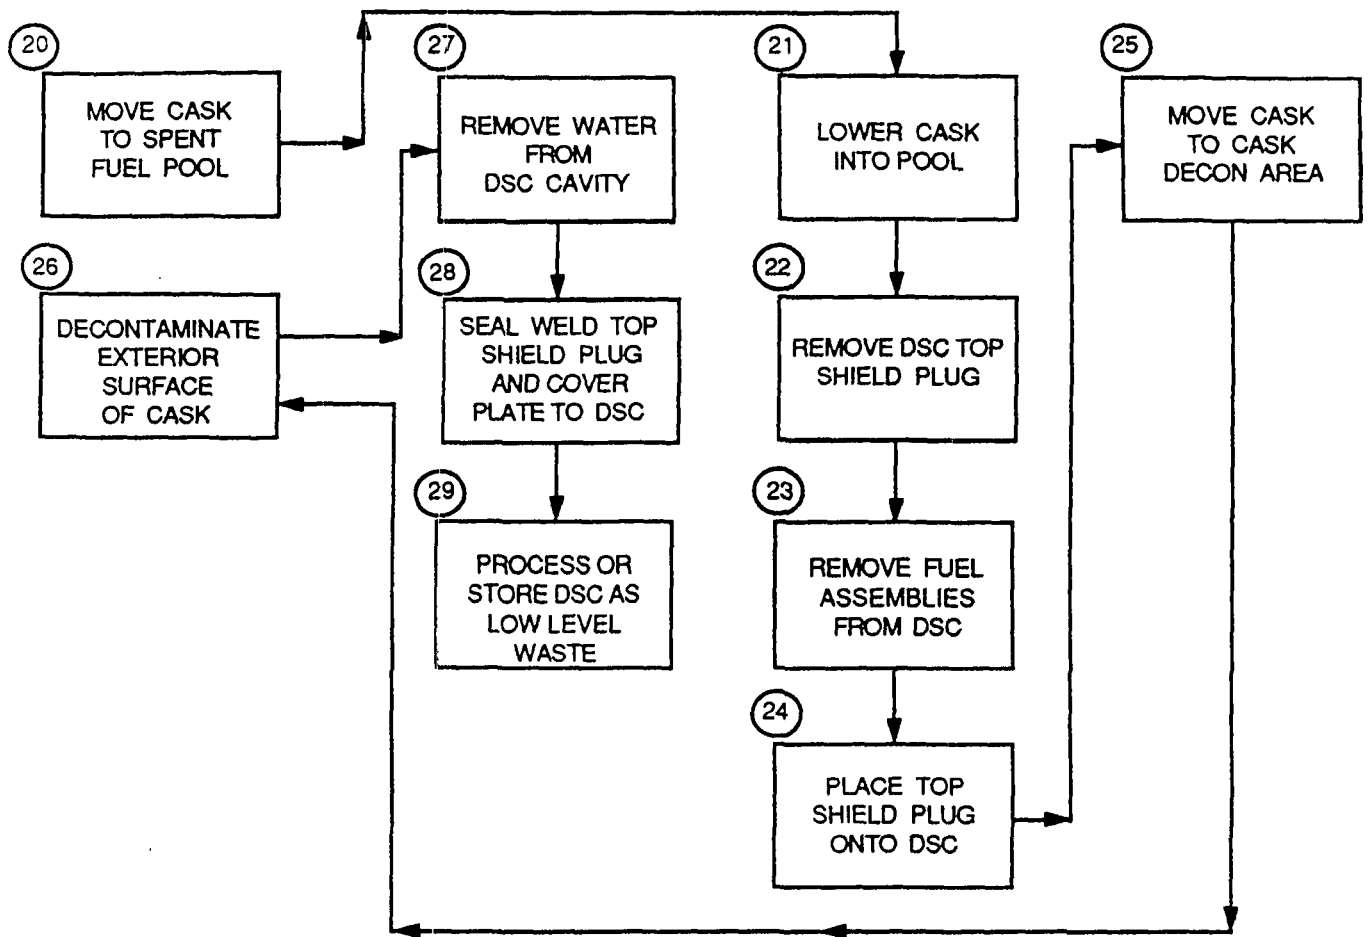 20
MOVE CASK
TO SPENT
FUEL POOL
21
LOWER CASK
INTO POOL
22
REMOVE DSC TOP
SHIELD PLUG
23
REMOVE FUEL
ASSEMBLIES
FROM DSC
24
PLACE TOP
SHIELD PLUG
ONTO DSC
25
MOVE CASK
TO CASK
DECON AREA
26
DECONTAMINATE
EXTERIOR
SURFACE
OF CASK
27
REMOVE WATER
FROM
DSC CAVITY
28
SEAL WELD TOP
SHIELD PLUG
AND COVER
PLATE TO DSC
29
PROCESS OR
STORE DSC AS
LOW LEVEL
WASTE